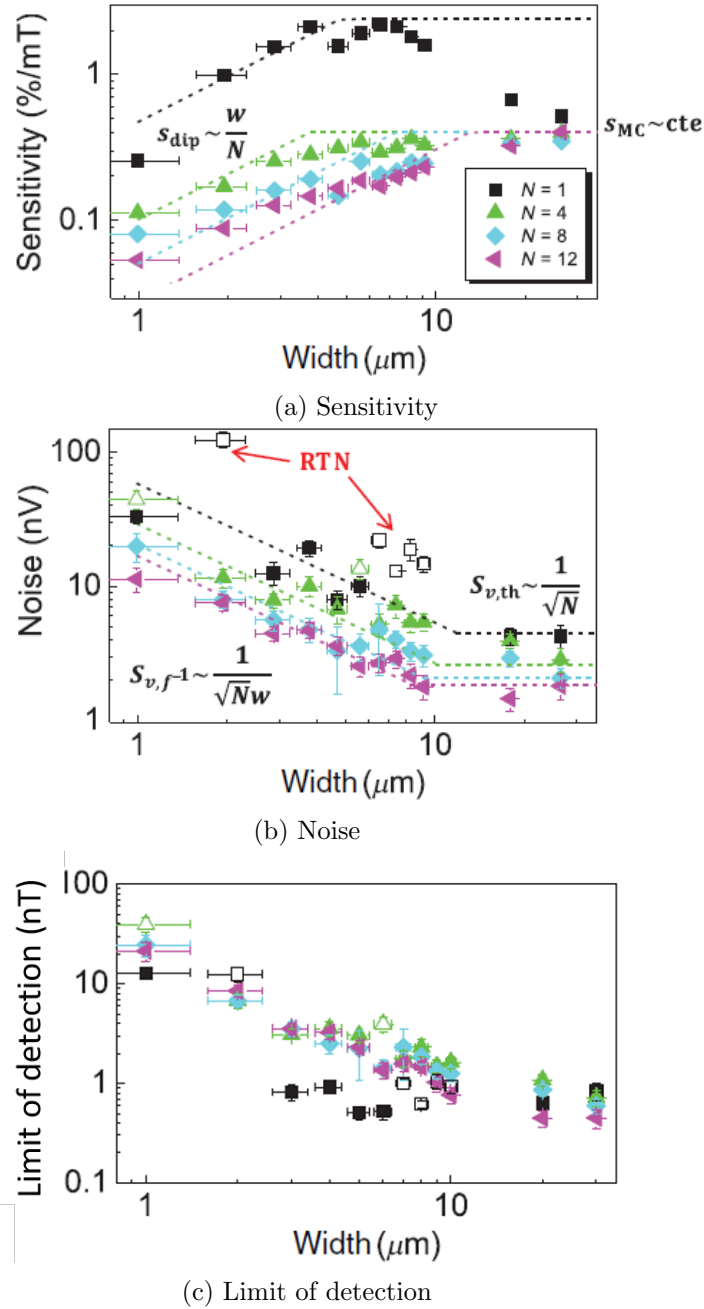 Sensitivity (%/mT)
1
0.1
s_dip ~ w/N
s_MC~cte
N = 1
N = 4
N = 8
N = 12
1
10
Width (μm)
(a) Sensitivity
Noise (nV)
100
10
1
RTN
S_v,th ~ 1/√N
S_v,f⁻¹ ~ 1/√Nw
1
10
Width (μm)
(b) Noise
Limit of detection (nT)
100
10
1
0.1
1
10
Width (μm)
(c) Limit of detection